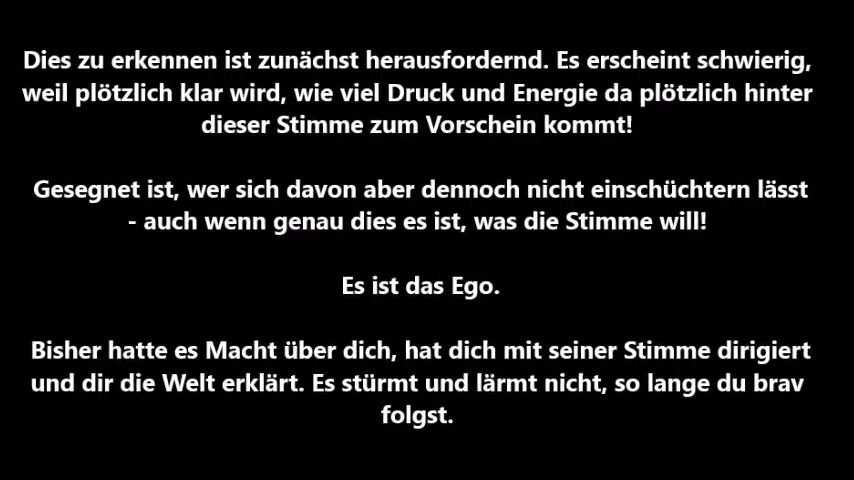 Dies zu erkennen ist zunächst herausfordernd. Es erscheint schwierig,
weil plötzlich klar wird, wie viel Druck und Energie da plötzlich hinter
dieser Stimme zum Vorschein kommt!
Gesegnet ist, wer sich davon aber dennoch nicht einschüchtern lässt
- auch wenn genau dies es ist, was die Stimme will!
Es ist das Ego.
Bisher hatte es Macht über dich, hat dich mit seiner Stimme dirigiert
und dir die Welt erklärt. Es stürmt und lärmt nicht, so lange du brav
folgst.